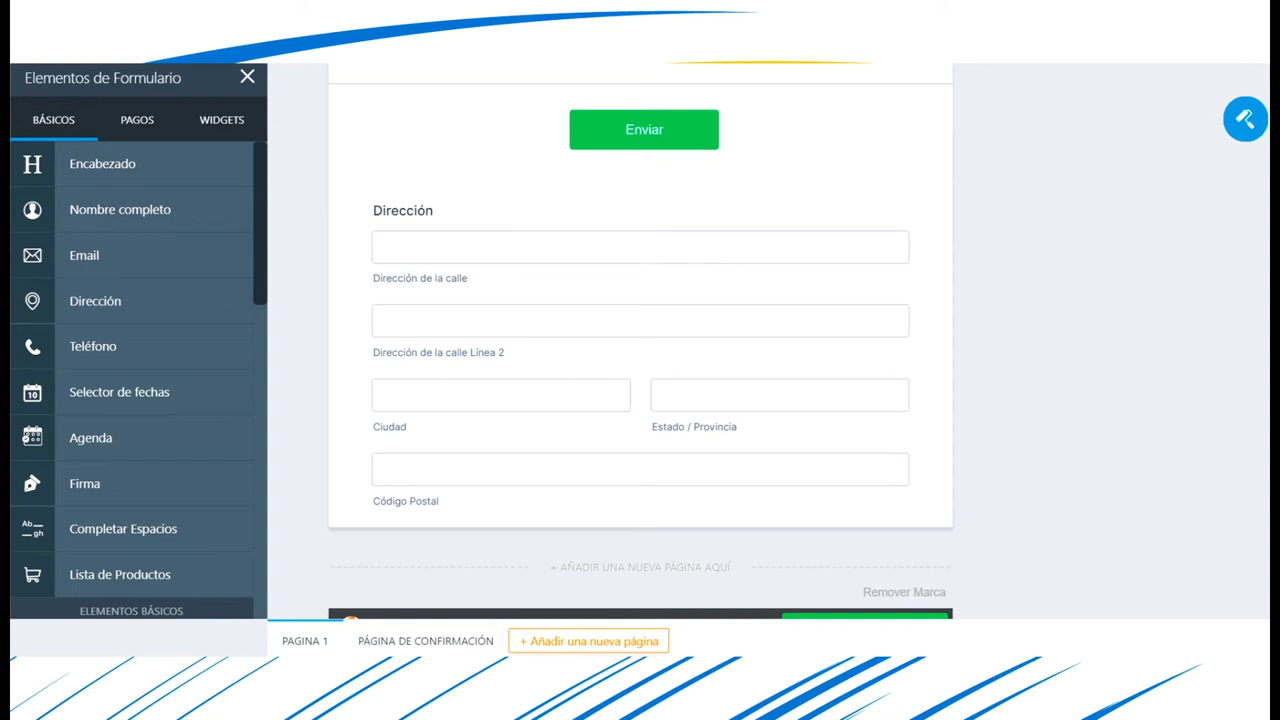 Elementos de Formulario
BÁSICOS
PAGOS
WIDGETS
H
Encabezado
Nombre completo
Email
Dirección
Teléfono
10
Selector de fechas
Agenda
Firma
Ab
gh
Completar Espacios
Lista de Productos
ELEMENTOS BÁSICOS
Enviar
Dirección
Dirección de la calle
Dirección de la calle Línea 2
Ciudad
Estado / Provincia
Código Postal
+ AÑADIR UNA NUEVA PÁGINA AQUÍ
Remover Marca
PAGINA 1
PÁGINA DE CONFIRMACIÓN
+ Añadir una nueva página